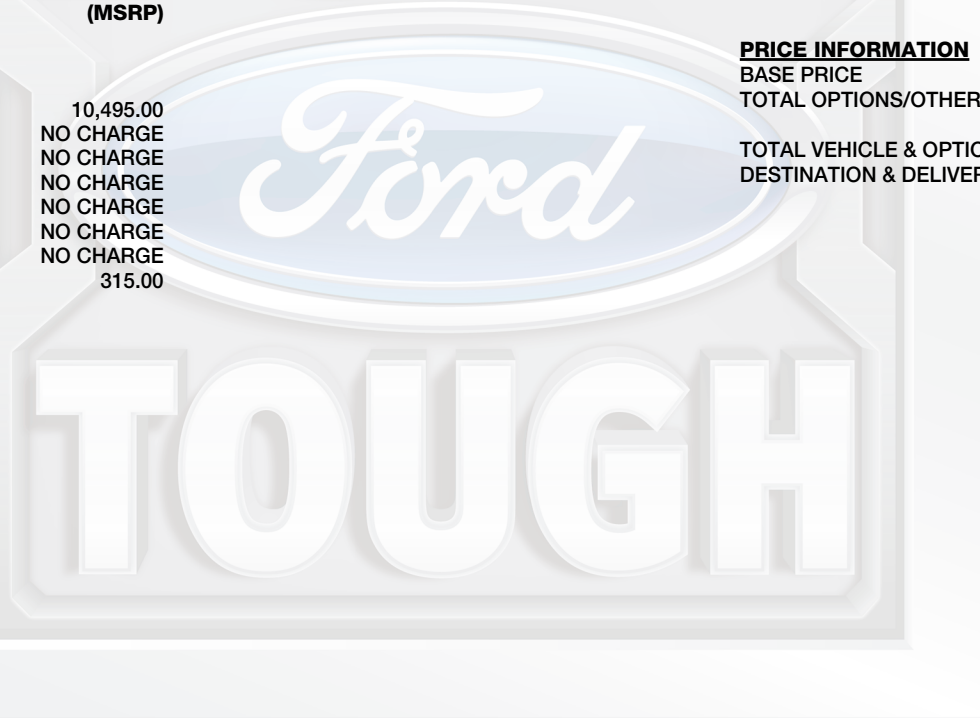 (MSRP)
10,495.00
NO CHARGE
NO CHARGE
NO CHARGE
NO CHARGE
NO CHARGE
NO CHARGE
315.00
PRICE INFORMATION
BASE PRICE
TOTAL OPTIONS/OTHER
TOTAL VEHICLE & OPTIO
DESTINATION & DELIVER
Ford
TOUGH